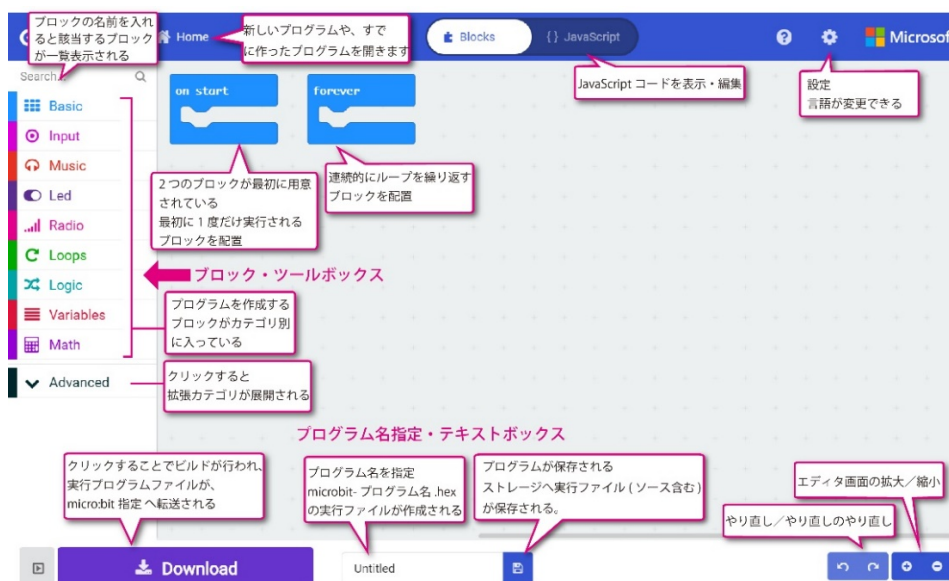 ブロックの名前を入れ
ると該当するブロック
が一覧表示される
Home
新しいプログラムや、すで
に作ったプログラムを開きます
Blocks
{} JavaScript
?
Microsof
JavaScript コードを表示・編集
設定
言語が変更できる
Search...
Basic
Input
Music
Led
Radio
Loops
Logic
Variables
Math
Advanced
on start
forever
2つのブロックが最初に用意
されている
最初に1度だけ実行される
ブロックを配置
連続的にループを繰り返す
ブロックを配置
ブロック・ツールボックス
プログラムを作成する
ブロックがカテゴリ別
に入っている
クリックすると
拡張カテゴリが展開される
プログラム名指定・テキストボックス
クリックすることでビルドが行われ、
実行プログラムファイルが、
micro:bit 指定へ転送される
プログラム名を指定
microbit- プログラム名 .hex
の実行ファイルが作成される
プログラムが保存される
ストレージへ実行ファイル ( ソース含む )
が保存される。
エディタ画面の拡大／縮小
やり直し／やり直しのやり直し
Download
Untitled